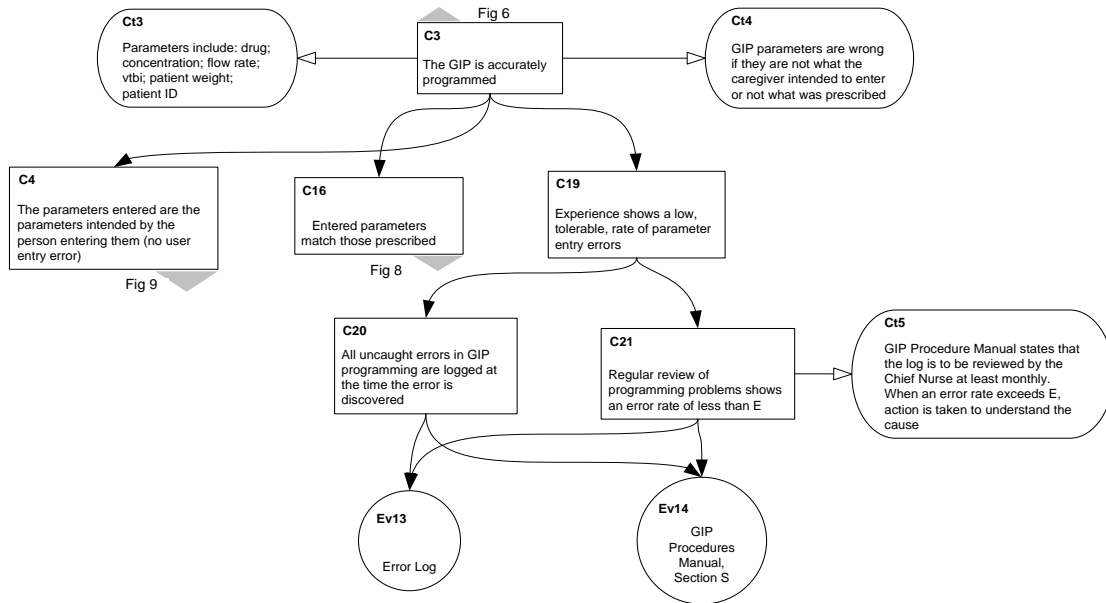 Fig 6
Ct3
Parameters include: drug;
concentration; flow rate;
vtbi; patient weight;
patient ID
C3
The GIP is accurately
programmed
Ct4
GIP parameters are wrong
if they are not what the
caregiver intended to enter
or not what was prescribed
C4
The parameters entered are the
parameters intended by the
person entering them (no user
entry error)
Fig 9
C16
Entered parameters
match those prescribed
Fig 8
C19
Experience shows a low,
tolerable, rate of parameter
entry errors
C20
All uncaught errors in GIP
programming are logged at
the time the error is
discovered
C21
Regular review of
programming problems shows
an error rate of less than E
Ct5
GIP Procedure Manual states that
the log is to be reviewed by the
Chief Nurse at least monthly.
When an error rate exceeds E,
action is taken to understand the
cause
Ev13
Error Log
Ev14
GIP
Procedures
Manual,
Section S